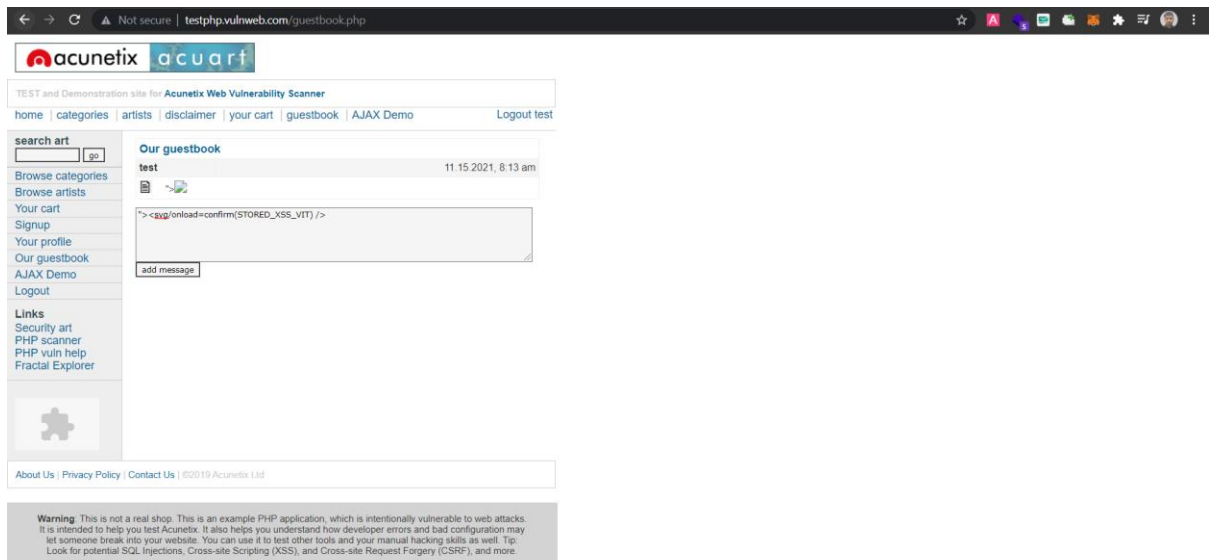 Not secure | testphp.vulnweb.com/guestbook.php
acunetix acuart
TEST and Demonstration site for Acunetix Web Vulnerability Scanner
home | categories | artists | disclaimer | your cart | guestbook | AJAX Demo Logout test
search art
go
Browse categories
Browse artists
Your cart
Signup
Your profile
Our guestbook
AJAX Demo
Logout
Links
Security art
PHP scanner
PHP vuln help
Fractal Explorer
Our guestbook
test 11.15.2021, 8:13 am
">
"><svg/onload=confirm(STORED_XSS_VIT) />
add message
About Us | Privacy Policy | Contact Us | ©2019 Acunetix Ltd
Warning: This is not a real shop. This is an example PHP application, which is intentionally vulnerable to web attacks.
It is intended to help you test Acunetix. It also helps you understand how developer errors and bad configuration may
let someone break into your website. You can use it to test other tools and your manual hacking skills as well. Tip:
Look for potential SQL Injections, Cross-site Scripting (XSS), and Cross-site Request Forgery (CSRF), and more.